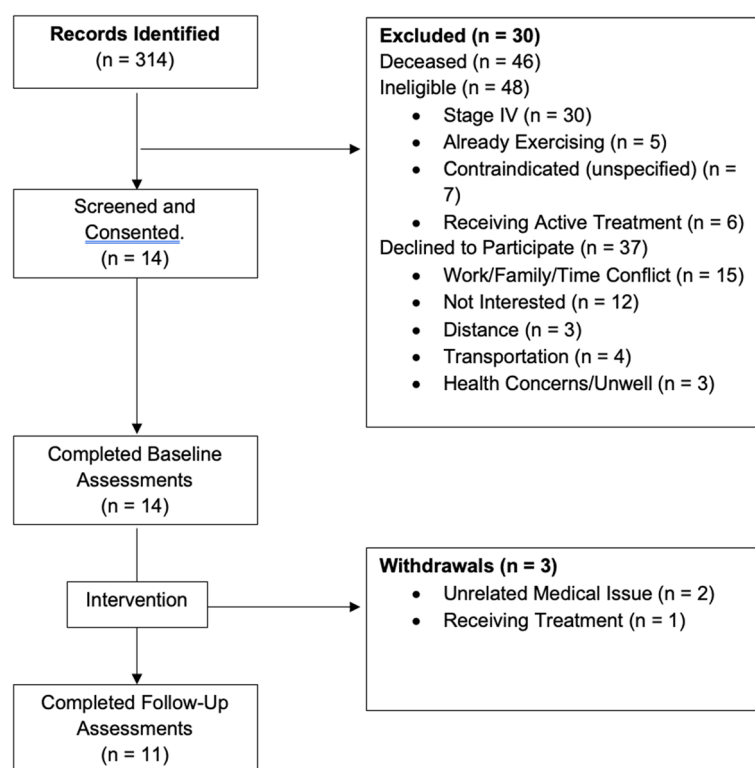 Records Identified
(n = 314)
Excluded (n = 30)
Deceased (n = 46)
Ineligible (n = 48)
• Stage IV (n = 30)
• Already Exercising (n = 5)
• Contraindicated (unspecified) (n =
7)
• Receiving Active Treatment (n = 6)
Declined to Participate (n = 37)
• Work/Family/Time Conflict (n = 15)
• Not Interested (n = 12)
• Distance (n = 3)
• Transportation (n = 4)
• Health Concerns/Unwell (n = 3)
Screened and
Consented.
(n = 14)
Completed Baseline
Assessments
(n = 14)
Withdrawals (n = 3)
• Unrelated Medical Issue (n = 2)
• Receiving Treatment (n = 1)
Intervention
Completed Follow-Up
Assessments
(n = 11)